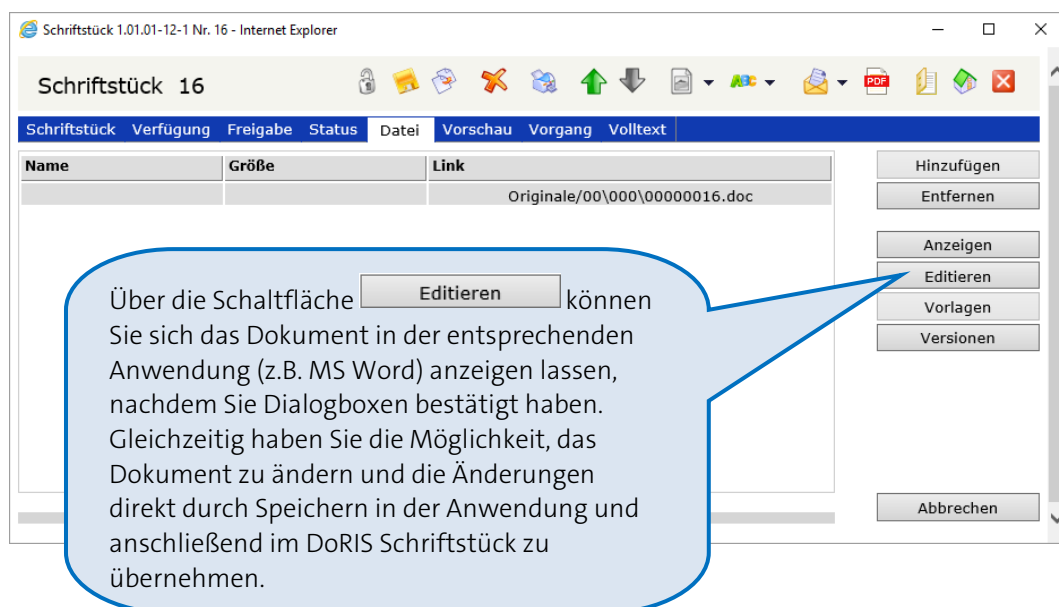 Schriftstück 1.01.01-12-1 Nr. 16 - Internet Explorer
Schriftstück 16
ABC
PDF
Schriftstück Verfügung Freigabe Status Datei Vorschau Vorgang Volltext
Name Größe Link
Originale/00\000\00000016.doc
Hinzufügen
Entfernen
Anzeigen
Editieren
Vorlagen
Versionen
Abbrechen
Über die Schaltfläche Editieren können
Sie sich das Dokument in der entsprechenden
Anwendung (z.B. MS Word) anzeigen lassen,
nachdem Sie Dialogboxen bestätigt haben.
Gleichzeitig haben Sie die Möglichkeit, das
Dokument zu ändern und die Änderungen
direkt durch Speichern in der Anwendung und
anschließend im DoRIS Schriftstück zu
übernehmen.